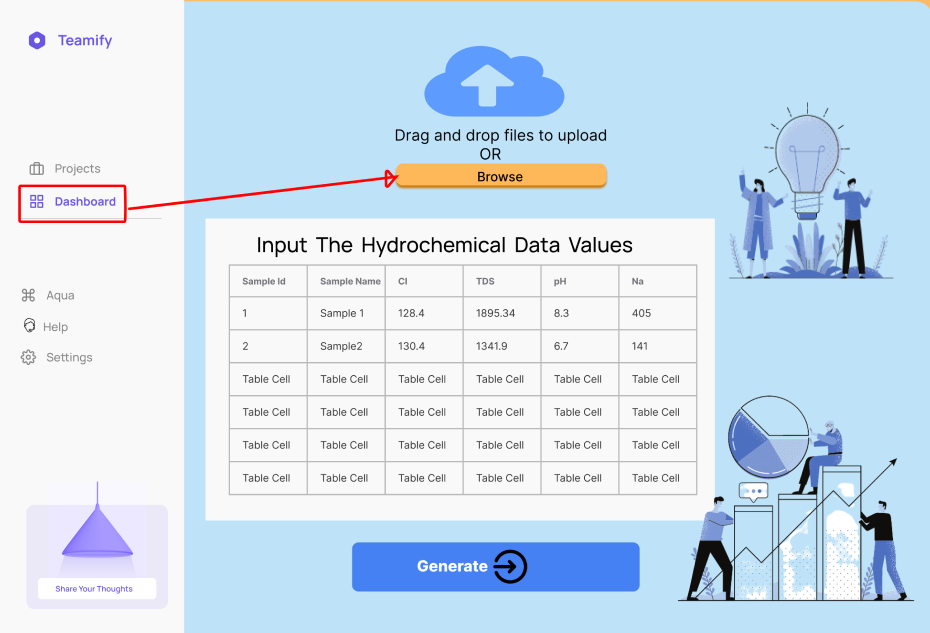 Teamify
Projects
Dashboard
Aqua
Help
Settings
Share Your Thoughts
Drag and drop files to upload
OR
Browse
Input The Hydrochemical Data Values
Sample Id Sample Name Cl TDS pH Na
1 Sample 1 128.4 1895.34 8.3 405
2 Sample2 130.4 1341.9 6.7 141
Table Cell Table Cell Table Cell Table Cell Table Cell Table Cell
Table Cell Table Cell Table Cell Table Cell Table Cell Table Cell
Table Cell Table Cell Table Cell Table Cell Table Cell Table Cell
Table Cell Table Cell Table Cell Table Cell Table Cell Table Cell
Generate